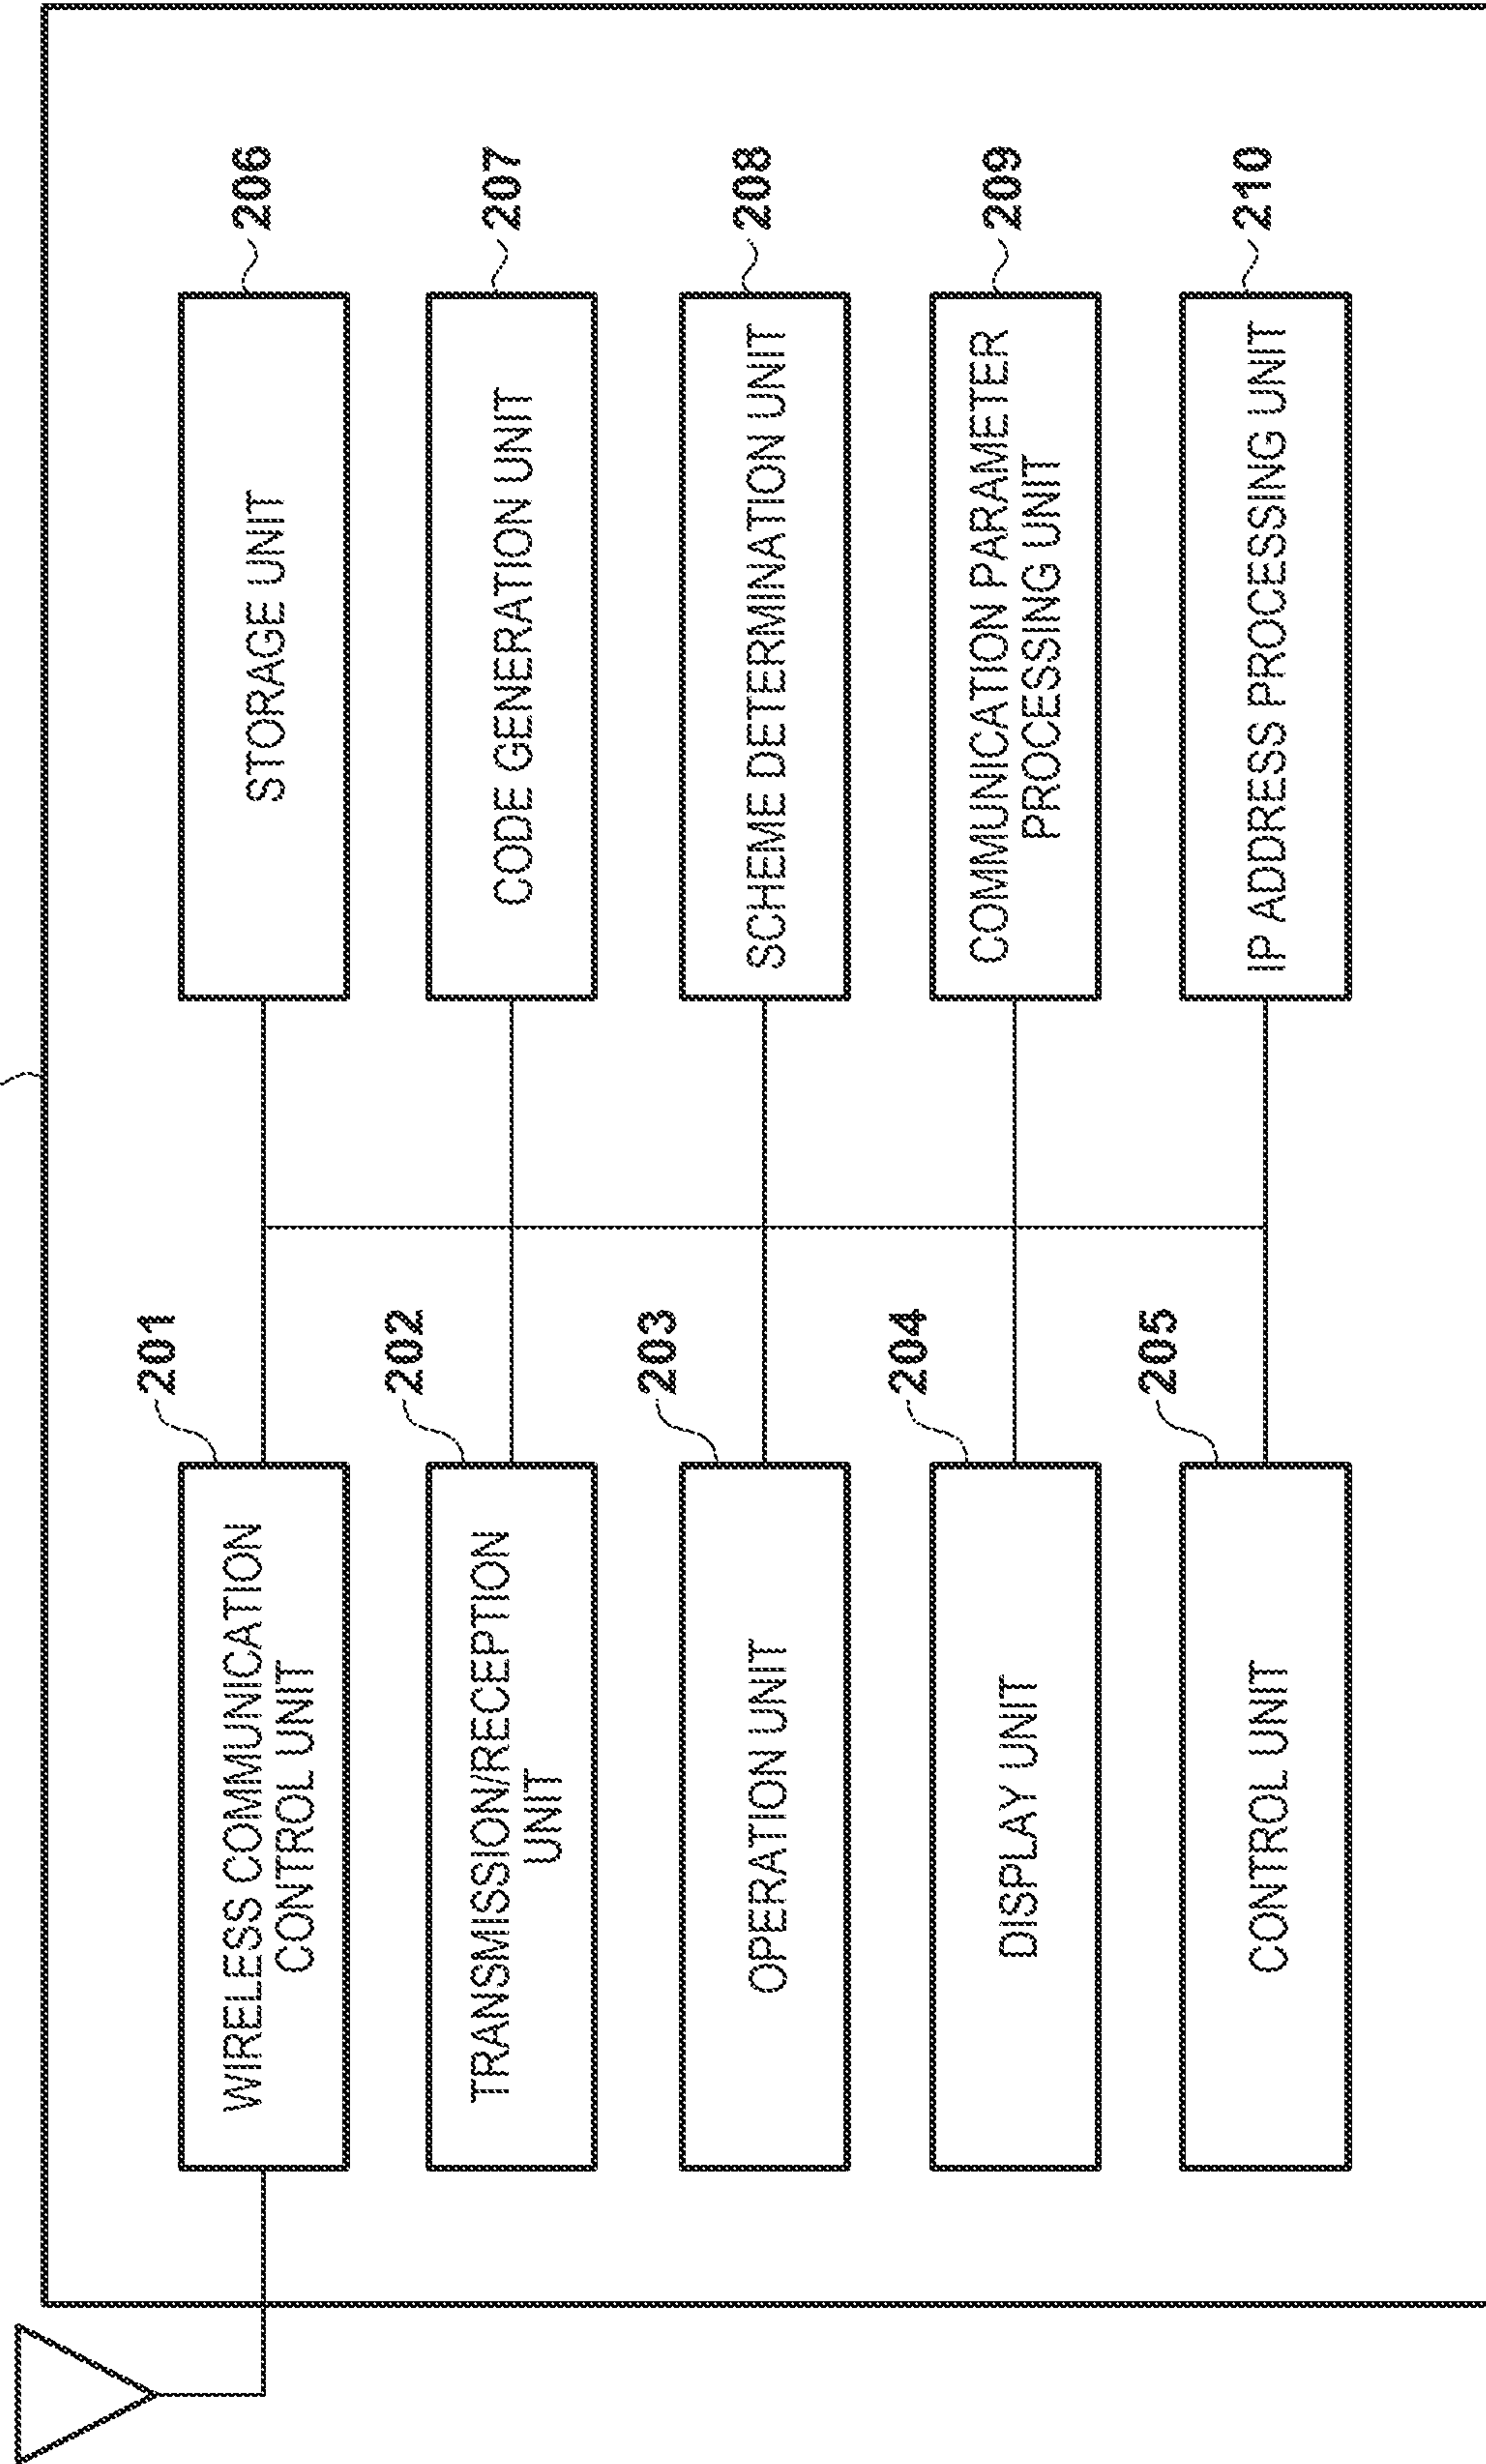 201
WIRELESS COMMUNICATION
CONTROL UNIT
202
TRANSMISSION/RECEPTION
UNIT
203
OPERATION UNIT
204
DISPLAY UNIT
205
CONTROL UNIT
206
STORAGE UNIT
207
CODE GENERATION UNIT
208
SCHEME DETERMINATION UNIT
209
COMMUNICATION PARAMETER
PROCESSING UNIT
210
IP ADDRESS PROCESSING UNIT